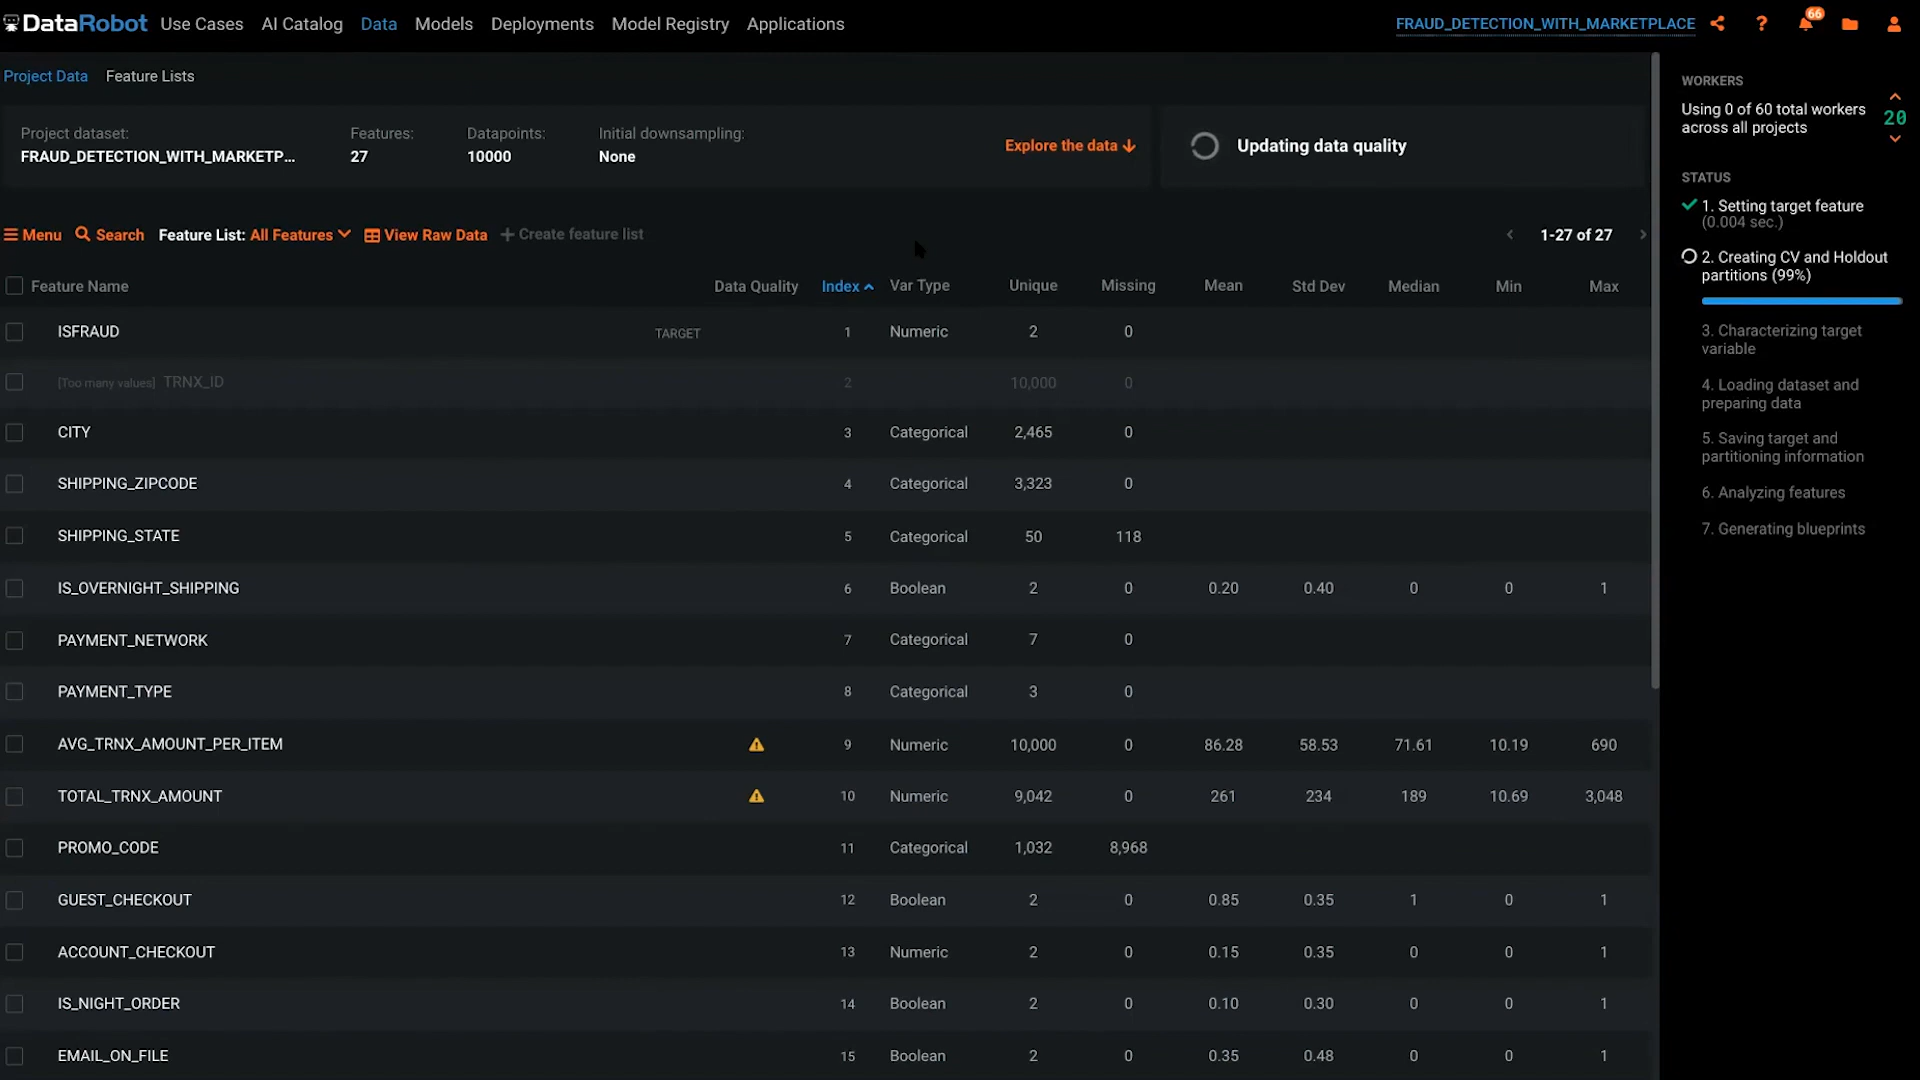 DataRobot Use Cases AI Catalog Data Models Deployments Model Registry Applications FRAUD_DETECTION_WITH_MARKETPLACE ? 66
Project Data Feature Lists
Project dataset: Features: Datapoints: Initial downsampling:
FRAUD_DETECTION_WITH_MARKETP... 27 10000 None
Explore the data
Updating data quality
Menu Search Feature List: All Features View Raw Data + Create feature list 1-27 of 27
Feature Name Data Quality Index Var Type Unique Missing Mean Std Dev Median Min Max
ISFRAUD TARGET 1 Numeric 2 0
[Too many values] TRNX_ID 2 10,000 0
CITY 3 Categorical 2,465 0
SHIPPING_ZIPCODE 4 Categorical 3,323 0
SHIPPING_STATE 5 Categorical 50 118
IS_OVERNIGHT_SHIPPING 6 Boolean 2 0 0.20 0.40 0 0 1
PAYMENT_NETWORK 7 Categorical 7 0
PAYMENT_TYPE 8 Categorical 3 0
AVG_TRNX_AMOUNT_PER_ITEM 9 Numeric 10,000 0 86.28 58.53 71.61 10.19 690
TOTAL_TRNX_AMOUNT 10 Numeric 9,042 0 261 234 189 10.69 3,048
PROMO_CODE 11 Categorical 1,032 8,968
GUEST_CHECKOUT 12 Boolean 2 0 0.85 0.35 1 0 1
ACCOUNT_CHECKOUT 13 Numeric 2 0 0.15 0.35 0 0 1
IS_NIGHT_ORDER 14 Boolean 2 0 0.10 0.30 0 0 1
EMAIL_ON_FILE 15 Boolean 2 0 0.35 0.48 0 0 1
WORKERS
Using 0 of 60 total workers
across all projects
20
STATUS
1. Setting target feature
(0.004 sec.)
2. Creating CV and Holdout
partitions (99%)
3. Characterizing target
variable
4. Loading dataset and
preparing data
5. Saving target and
partitioning information
6. Analyzing features
7. Generating blueprints